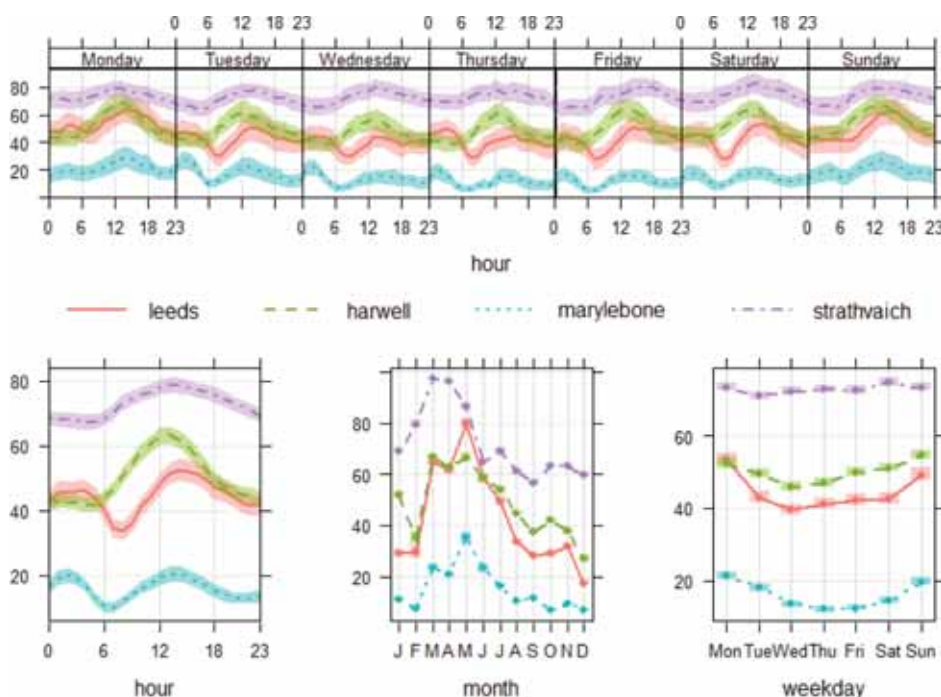 0 6 12 18 23 0 6 12 18 23 0 6 12 18 23
Monday Tuesday Wednesday Thursday Friday Saturday Sunday
80
60
40
20
0 6 12 18 23 0 6 12 18 23 0 6 12 18 23 0 6 12 18 23
hour
leeds harwell marylebone strathvaich
80
60
40
20
0 6 12 18 23
hour
80
60
40
20
J F M A M J J A S O N D
month
60
40
20
Mon Tue Wed Thu Fri Sat Sun
weekday